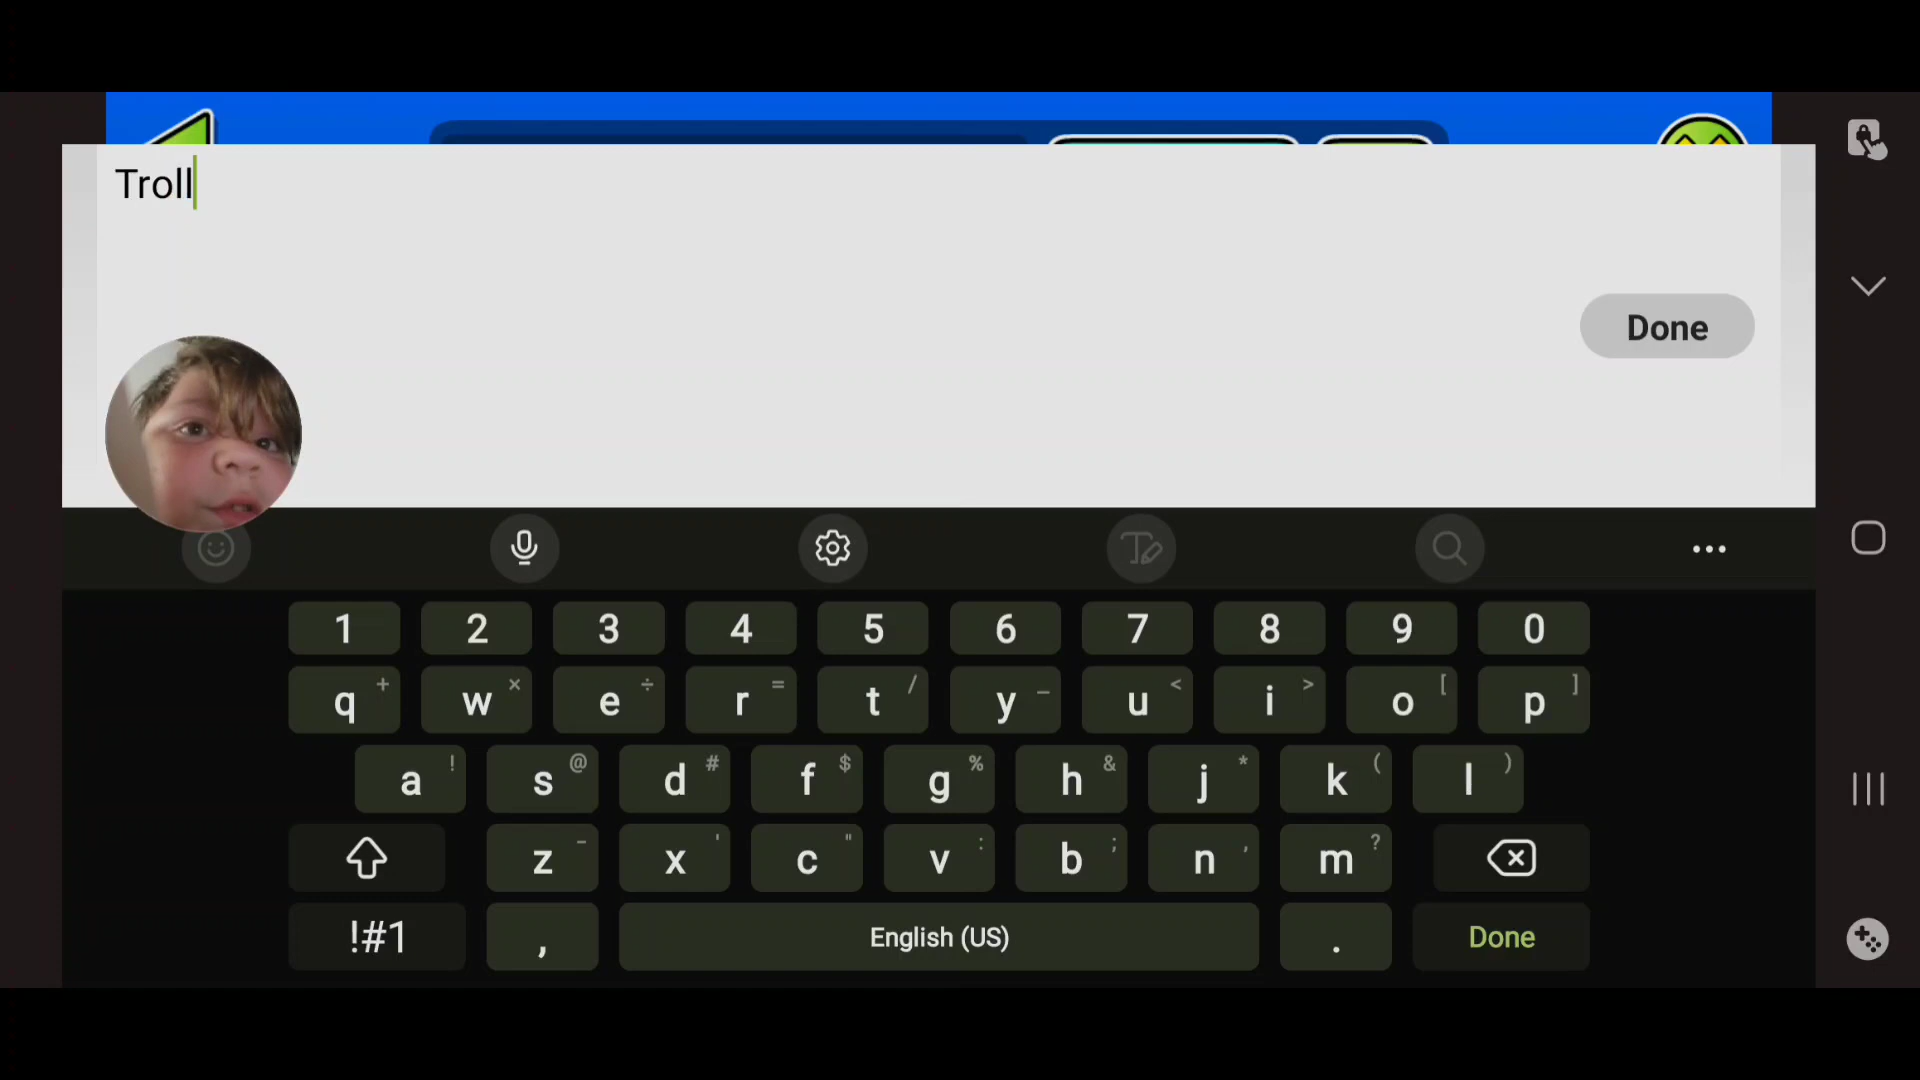 Troll
Done
1 2 3 4 5 6 7 8 9 0
q + w × e ÷ r = t / y _ u < i > o [ p ]
a ! s @ d # f $ g % h & j * k ( l )
z - x ' c " v : b ; n , m ?
!#1 , English (US) . Done